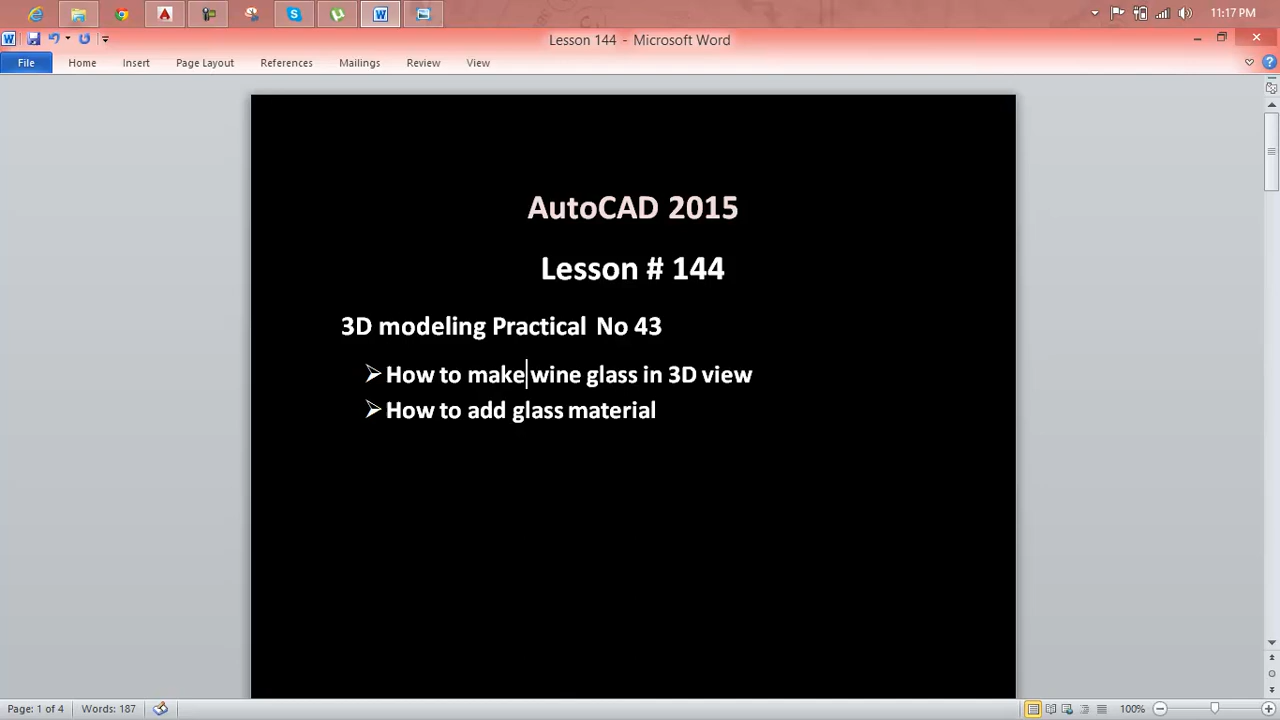 11:17 PM
Lesson 144 - Microsoft Word
File Home Insert Page Layout References Mailings Review View
AutoCAD 2015
Lesson # 144
3D modeling Practical No 43
How to make wine glass in 3D view
How to add glass material
Page: 1 of 4 Words: 187 100%